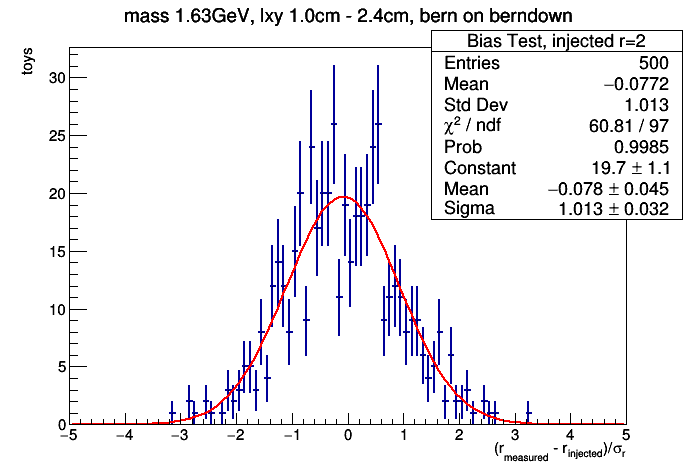 mass 1.63GeV, lxy 1.0cm - 2.4cm, bern on berndown
Bias Test, injected r=2
Entries 500
Mean −0.0772
Std Dev 1.013
χ² / ndf 60.81 / 97
Prob 0.9985
Constant 19.7 ± 1.1
Mean −0.078 ± 0.045
Sigma 1.013 ± 0.032
toys
30
25
20
15
10
5
0
−5 −4 −3 −2 −1 0 1 2 3 4 5
(r_measured - r_injected)/σ_r